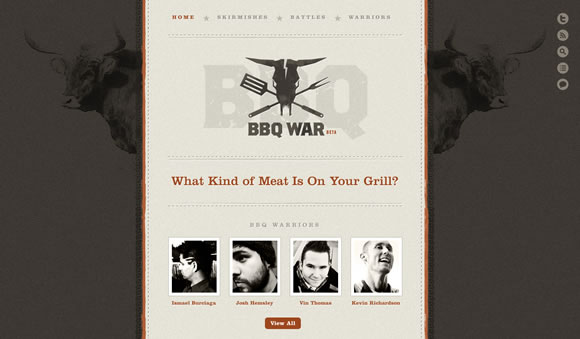 HOME ★ SKIRMISHES ★ BATTLES ★ WARRIORS
BBQ
BBQ WAR BETA
What Kind of Meat Is On Your Grill?
BBQ WARRIORS
Ismael Burciaga Josh Hemsley Vin Thomas Kevin Richardson
View All